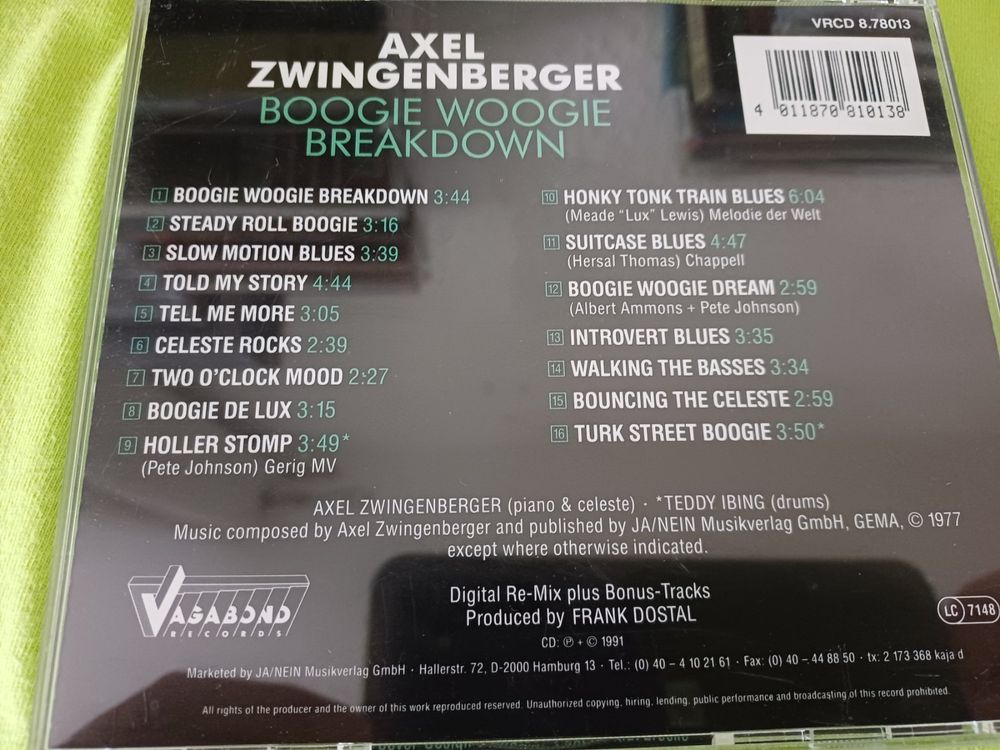 VRCD 8.78013
AXEL
ZWINGENBERGER
BOOGIE WOOGIE
BREAKDOWN
4 011870 810138
1 BOOGIE WOOGIE BREAKDOWN 3:44
2 STEADY ROLL BOOGIE 3:16
3 SLOW MOTION BLUES 3:39
4 TOLD MY STORY 4:44
5 TELL ME MORE 3:05
6 CELESTE ROCKS 2:39
7 TWO O'CLOCK MOOD 2:27
8 BOOGIE DE LUX 3:15
9 HOLLER STOMP 3:49*
(Pete Johnson) Gerig MV
10 HONKY TONK TRAIN BLUES 6:04
(Meade "Lux" Lewis) Melodie der Welt
11 SUITCASE BLUES 4:47
(Hersal Thomas) Chappell
12 BOOGIE WOOGIE DREAM 2:59
(Albert Ammons + Pete Johnson)
13 INTROVERT BLUES 3:35
14 WALKING THE BASSES 3:34
15 BOUNCING THE CELESTE 2:59
16 TURK STREET BOOGIE 3:50*
AXEL ZWINGENBERGER (piano & celeste) · *TEDDY IBING (drums)
Music composed by Axel Zwingenberger and published by JA/NEIN Musikverlag GmbH, GEMA, © 1977
except where otherwise indicated.
VAGABOND
RECORDS
Digital Re-Mix plus Bonus-Tracks
Produced by FRANK DOSTAL
CD: ℗ + © 1991
LC 7148
Marketed by JA/NEIN Musikverlag GmbH · Hallerstr. 72, D-2000 Hamburg 13 · Tel.: (0) 40 – 4 10 21 61 · Fax: (0) 40 – 44 88 50 · tx: 2 173 368 kaja d
All rights of the producer and the owner of this work reproduced reserved. Unauthorized copying, hiring, lending, public performance and broadcasting of this record prohibited.